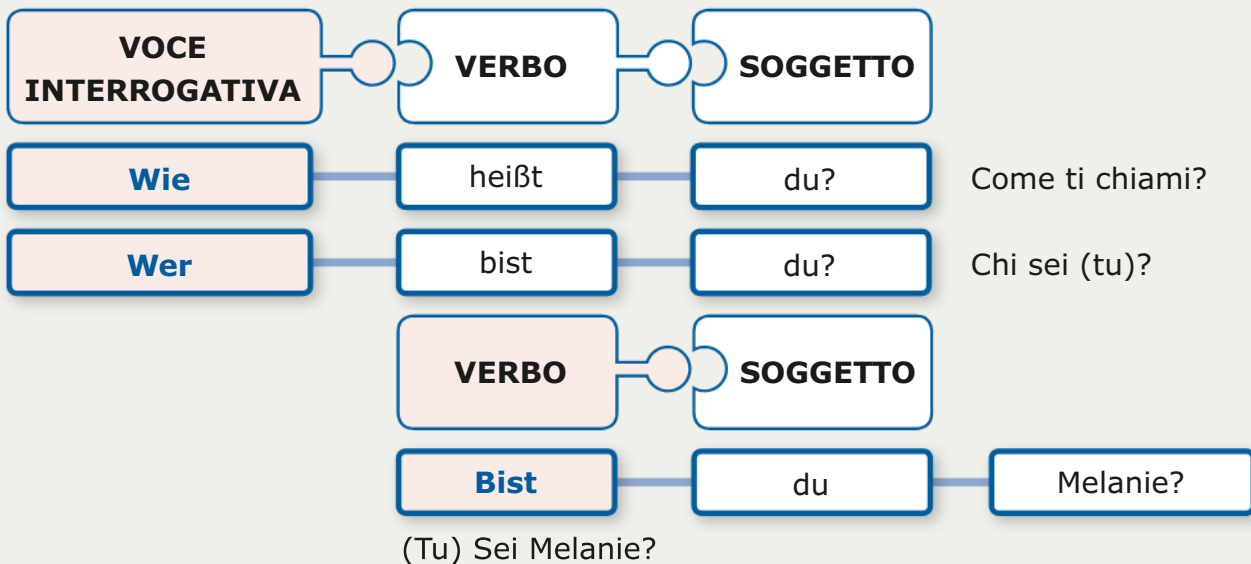 VOCE
INTERROGATIVA
VERBO
SOGGETTO
Wie
heißt
du?
Come ti chiami?
Wer
bist
du?
Chi sei (tu)?
VERBO
SOGGETTO
Bist
du
Melanie?
(Tu) Sei Melanie?